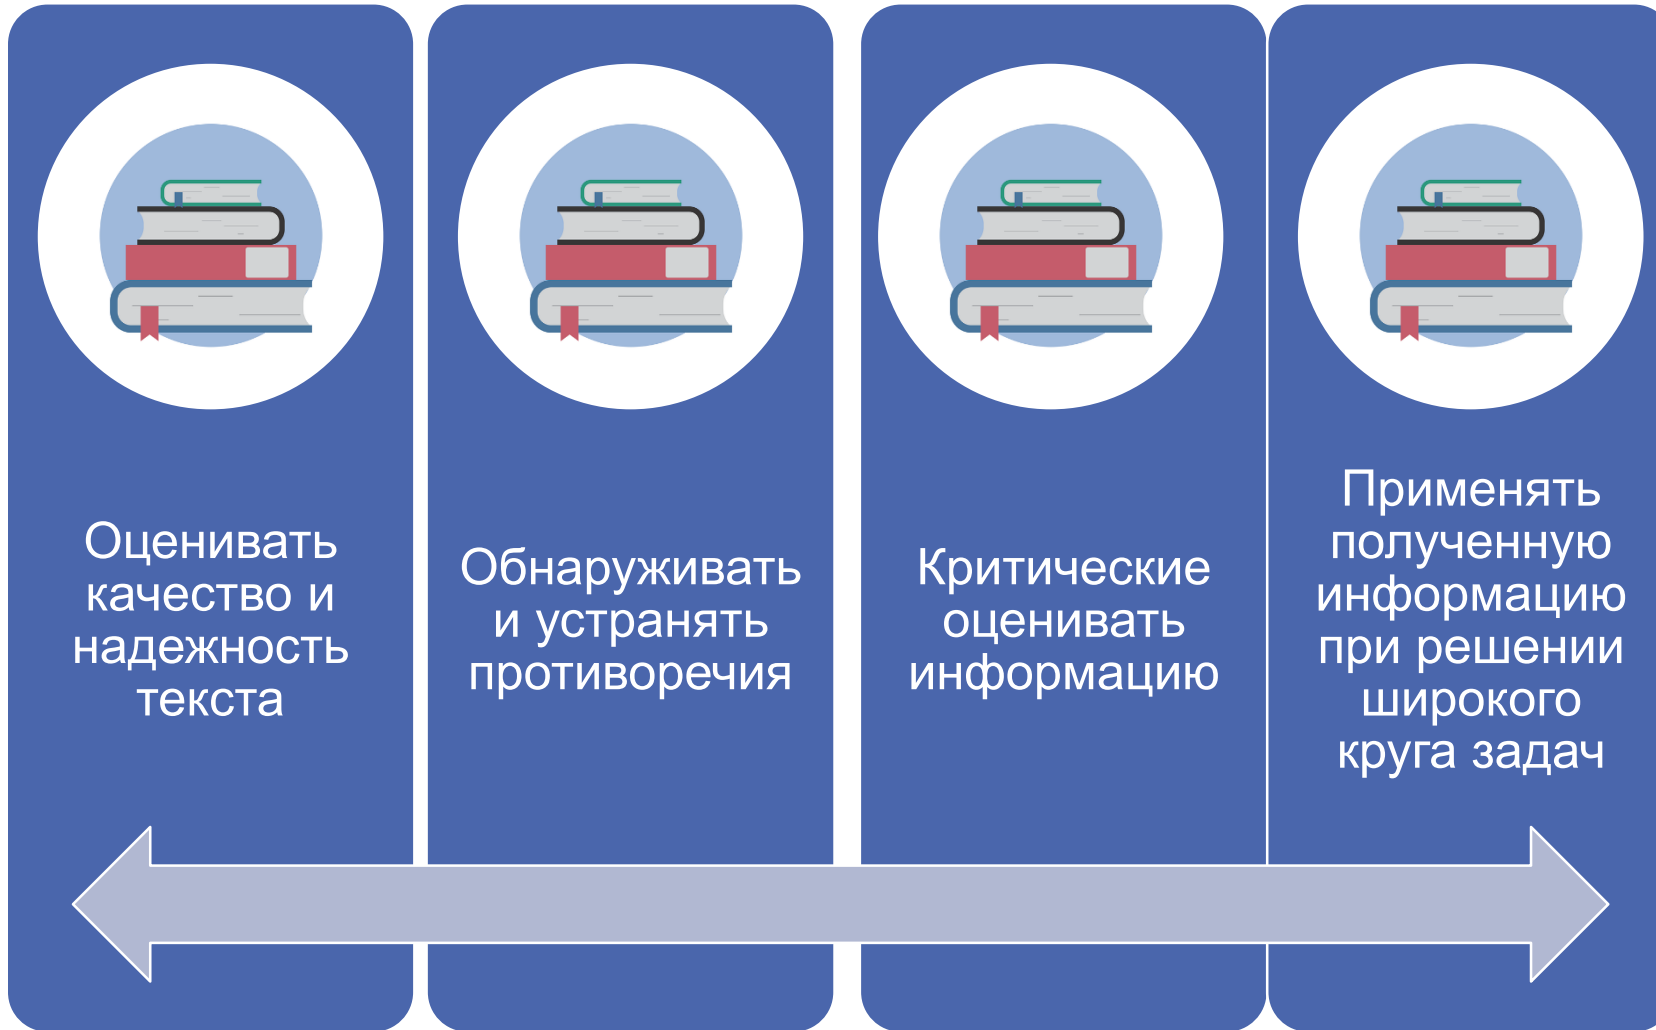 Оценивать
качество и
надежность
текста
Обнаруживать
и устранять
противоречия
Критические
оценивать
информацию
Применять
полученную
информацию
при решении
широкого
круга задач